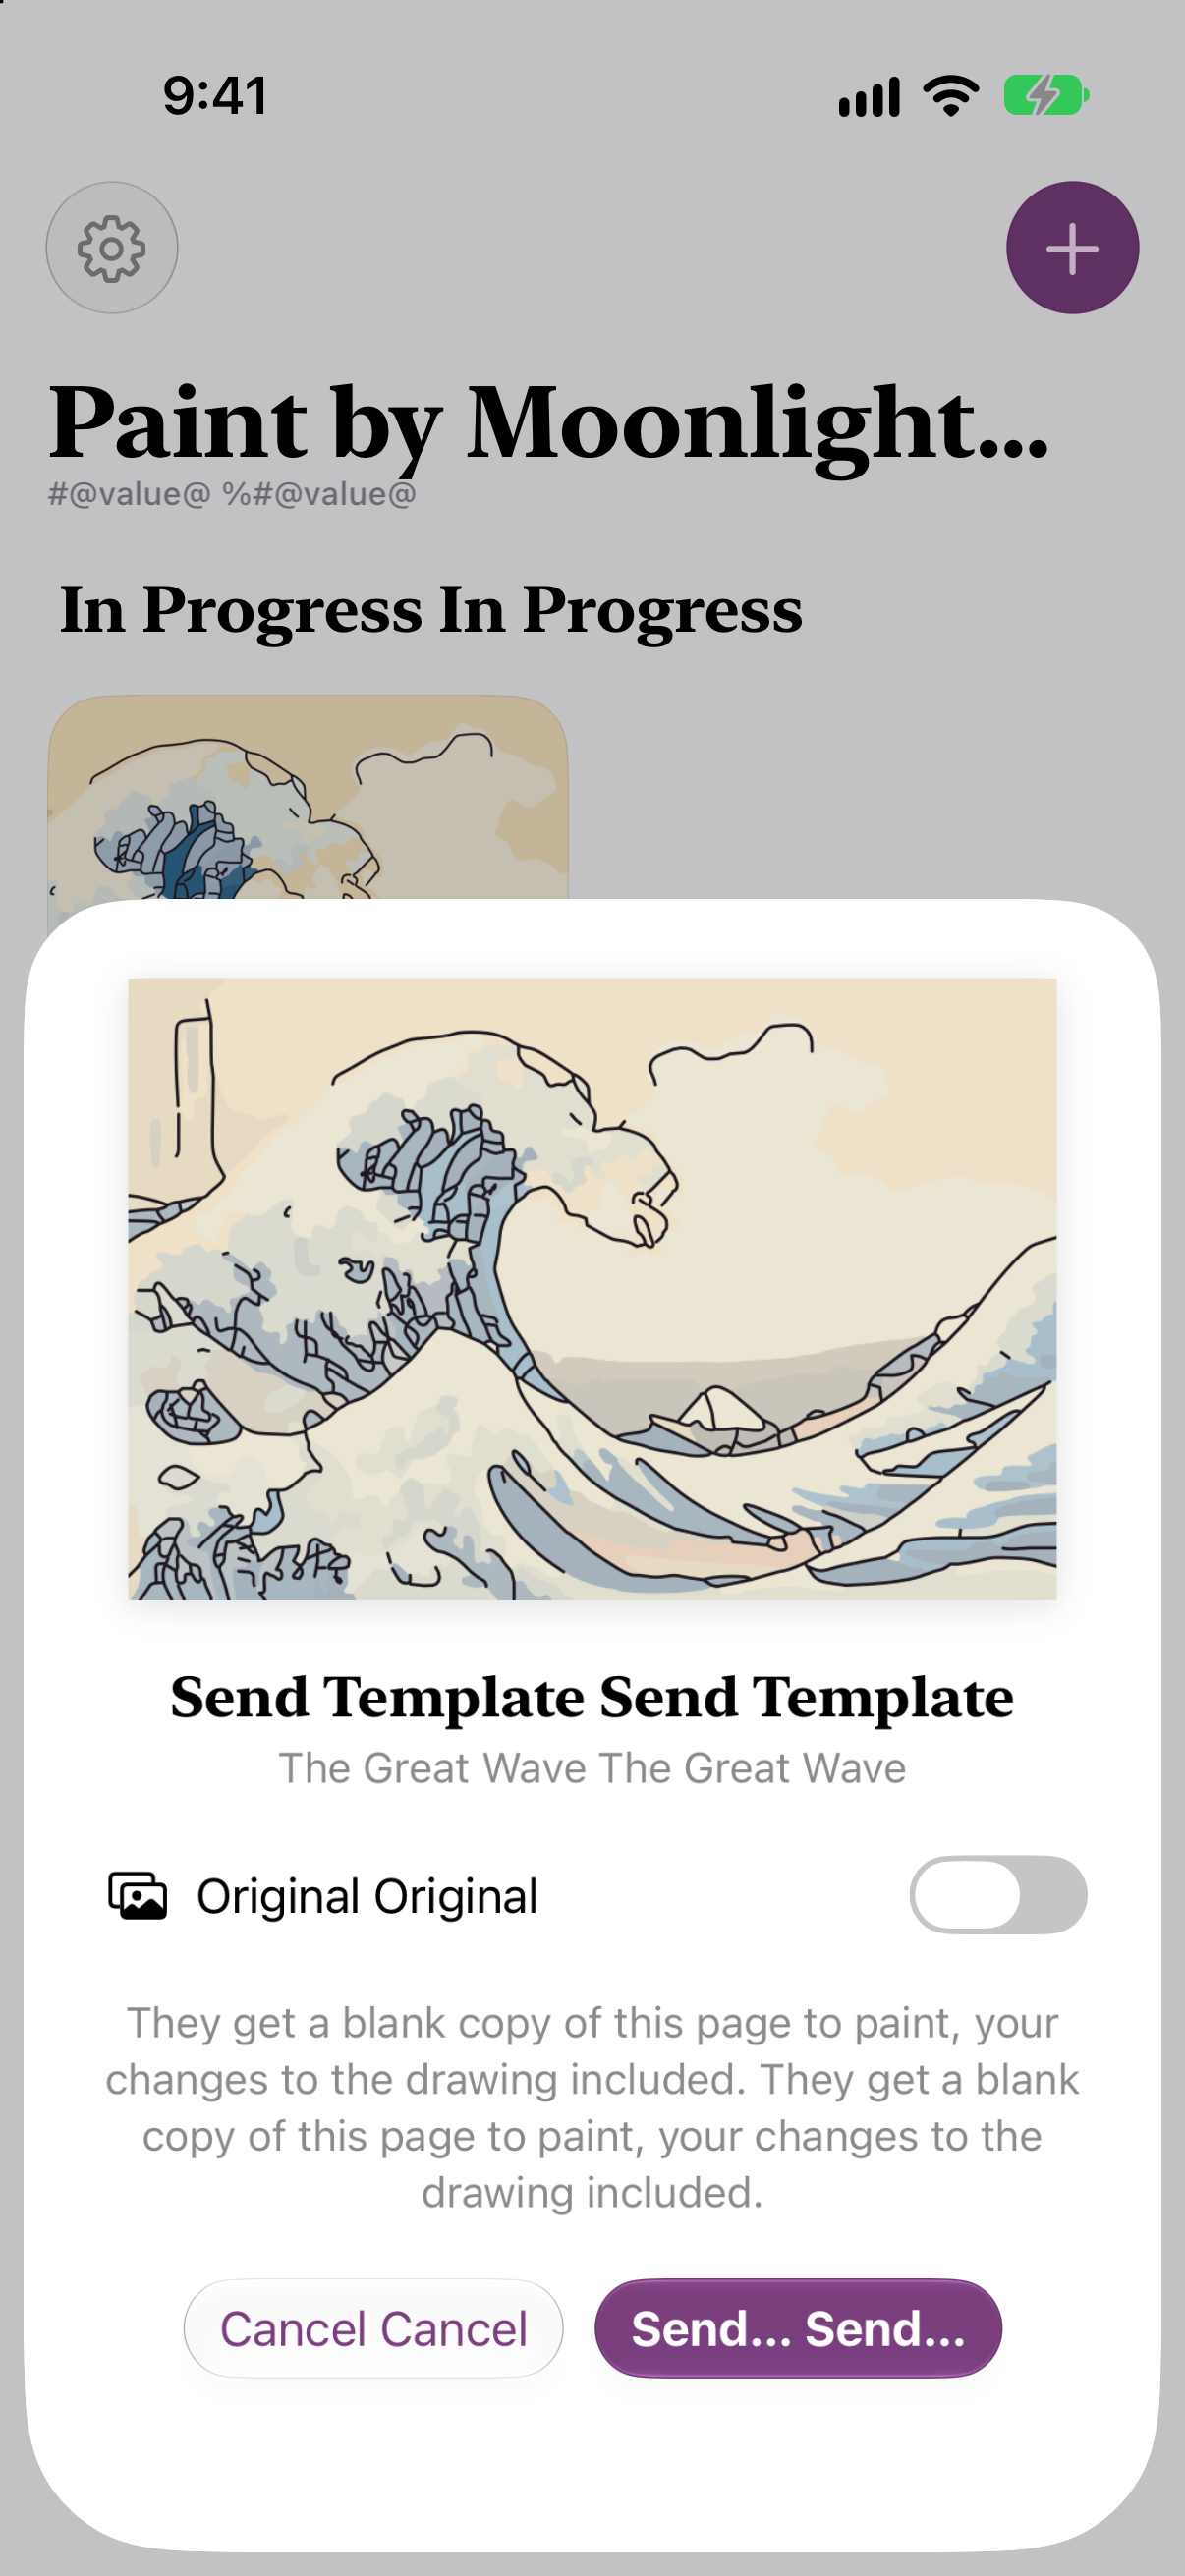 9:41
Paint by Moonlight...
#@value@ %#@value@
In Progress In Progress
Send Template Send Template
The Great Wave The Great Wave
Original Original
They get a blank copy of this page to paint, your
changes to the drawing included. They get a blank
copy of this page to paint, your changes to the
drawing included.
Cancel Cancel
Send... Send...